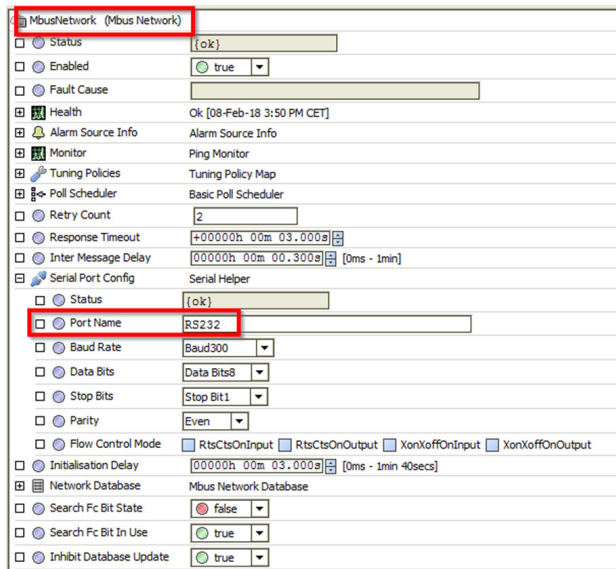 MbusNetwork (Mbus Network)
Status {ok}
Enabled true
Fault Cause
Health Ok [08-Feb-18 3:50 PM CET]
Alarm Source Info Alarm Source Info
Monitor Ping Monitor
Tuning Policies Tuning Policy Map
Poll Scheduler Basic Poll Scheduler
Retry Count 2
Response Timeout +00000h 00m 03.000s
Inter Message Delay 00000h 00m 00.300s [0ms - 1min]
Serial Port Config Serial Helper
Status {ok}
Port Name RS232
Baud Rate Baud300
Data Bits Data Bits8
Stop Bits Stop Bit1
Parity Even
Flow Control Mode RtsCtsOnInput RtsCtsOnOutput XonXoffOnInput XonXoffOnOutput
Initialisation Delay 00000h 00m 03.000s [0ms - 1min 40secs]
Network Database Mbus Network Database
Search Fc Bit State false
Search Fc Bit In Use true
Inhibit Database Update true